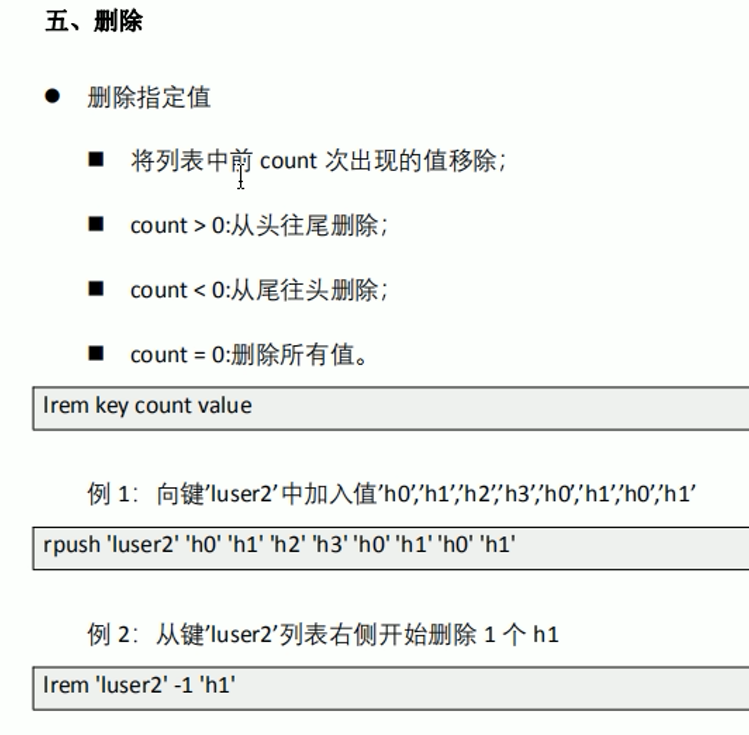 五、删除
● 删除指定值
■ 将列表中前 count 次出现的值移除；
■ count > 0:从头往尾删除；
■ count < 0:从尾往头删除；
■ count = 0:删除所有值。
lrem key count value
例 1： 向键’luser2’中加入值’h0’,’h1’,’h2’,’h3’,’h0’,’h1’,’h0’,’h1’
rpush 'luser2' 'h0' 'h1' 'h2' 'h3' 'h0' 'h1' 'h0' 'h1'
例 2： 从键’luser2’列表右侧开始删除 1 个 h1
lrem 'luser2' -1 'h1'